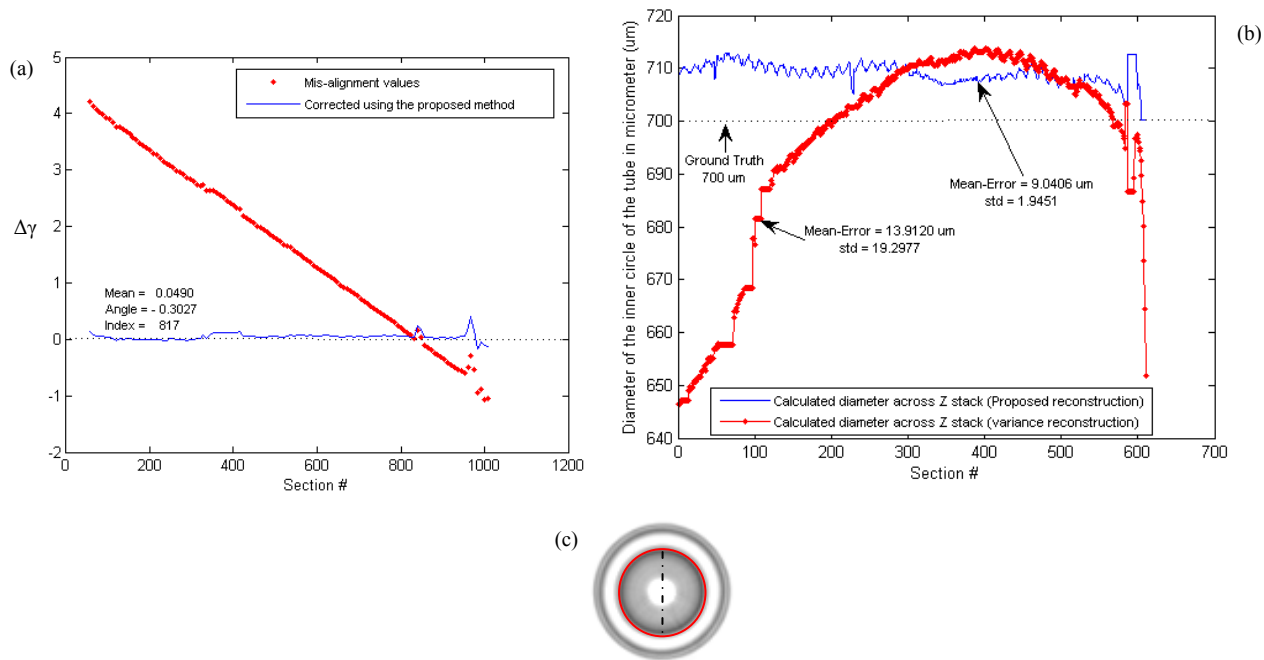 (a)
5
4
3
2
1
0
-1
-2
Δγ
Mis-alignment values
Corrected using the proposed method
Mean = 0.0490
Angle = - 0.3027
Index = 817
0 200 400 600 800 1000 1200
Section #
(b)
720
710
700
690
680
670
660
650
640
Diameter of the inner circle of the tube in micrometer (um)
Ground Truth
700 um
Mean-Error = 9.0406 um
std = 1.9451
Mean-Error = 13.9120 um
std = 19.2977
Calculated diameter across Z stack (Proposed reconstruction)
Calculated diameter across Z stack (variance reconstruction)
0 100 200 300 400 500 600 700
Section #
(c)